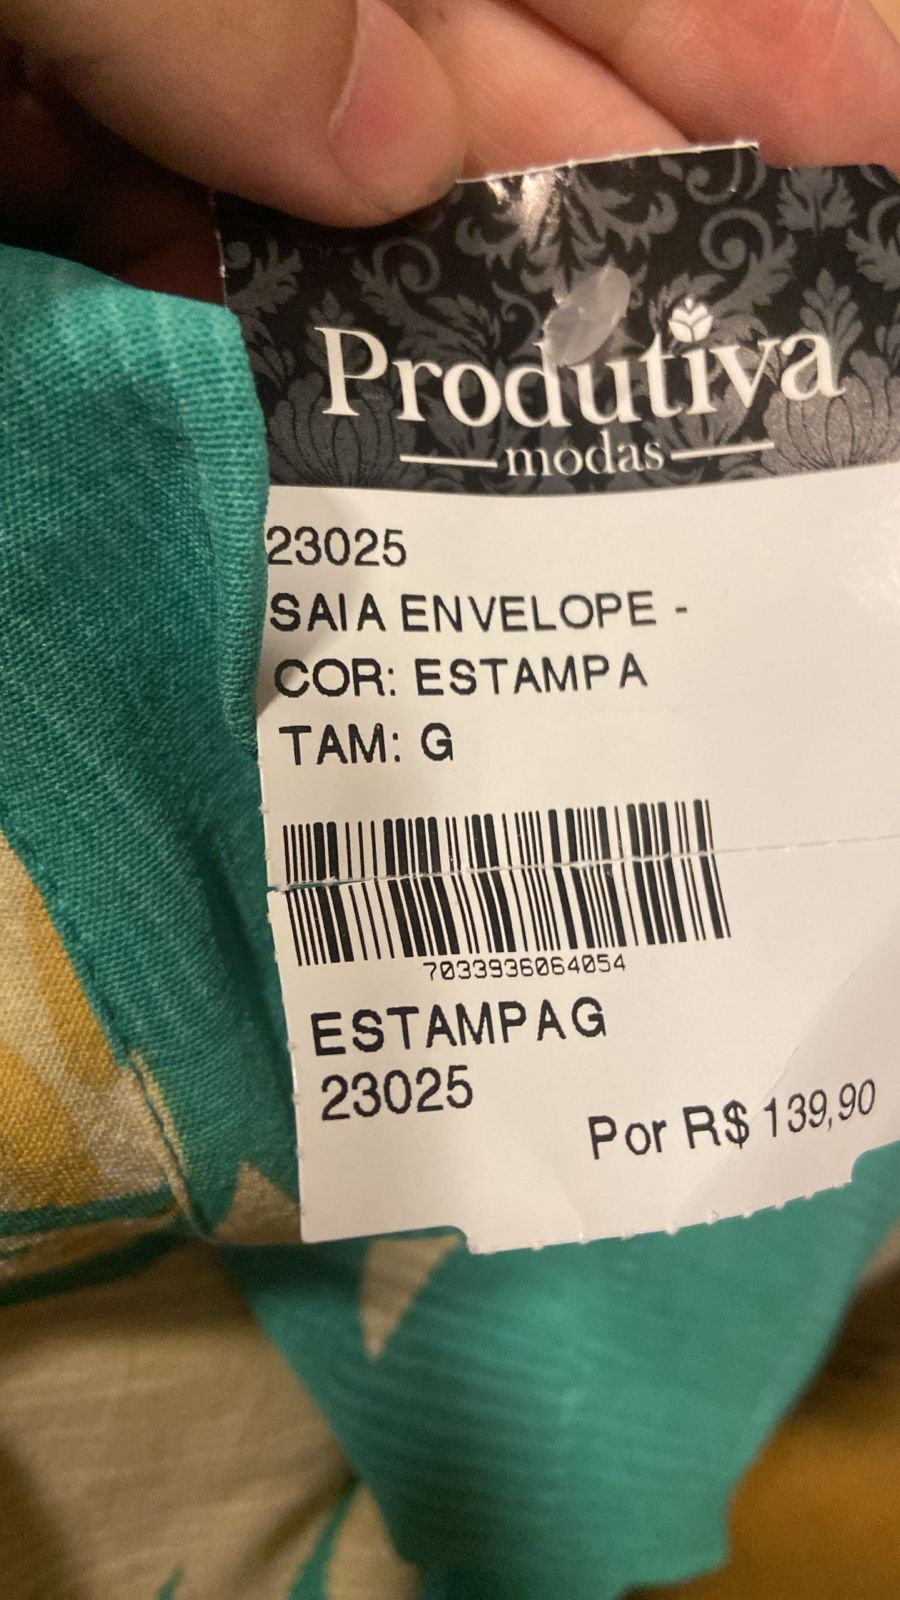 Produtiva
modas
23025
SAIA ENVELOPE -
COR: ESTAMPA
TAM: G
7033936064054
ESTAMPAG
23025
Por R$ 139,90